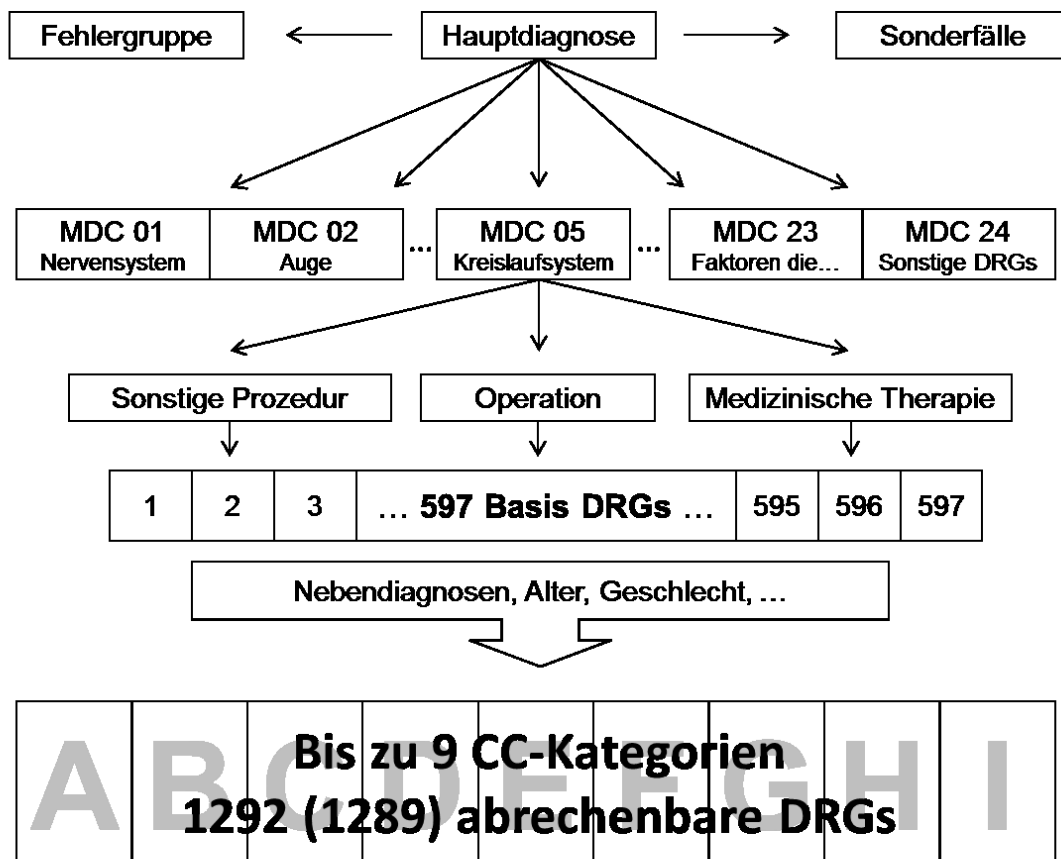 Fehlergruppe
Hauptdiagnose
Sonderfälle
MDC 01
Nervensystem
MDC 02
Auge
...
MDC 05
Kreislaufsystem
...
MDC 23
Faktoren die...
MDC 24
Sonstige DRGs
Sonstige Prozedur
Operation
Medizinische Therapie
1
2
3
... 597 Basis DRGs ...
595
596
597
Nebendiagnosen, Alter, Geschlecht, ...
A B C D E F G H I
Bis zu 9 CC-Kategorien
1292 (1289) abrechenbare DRGs